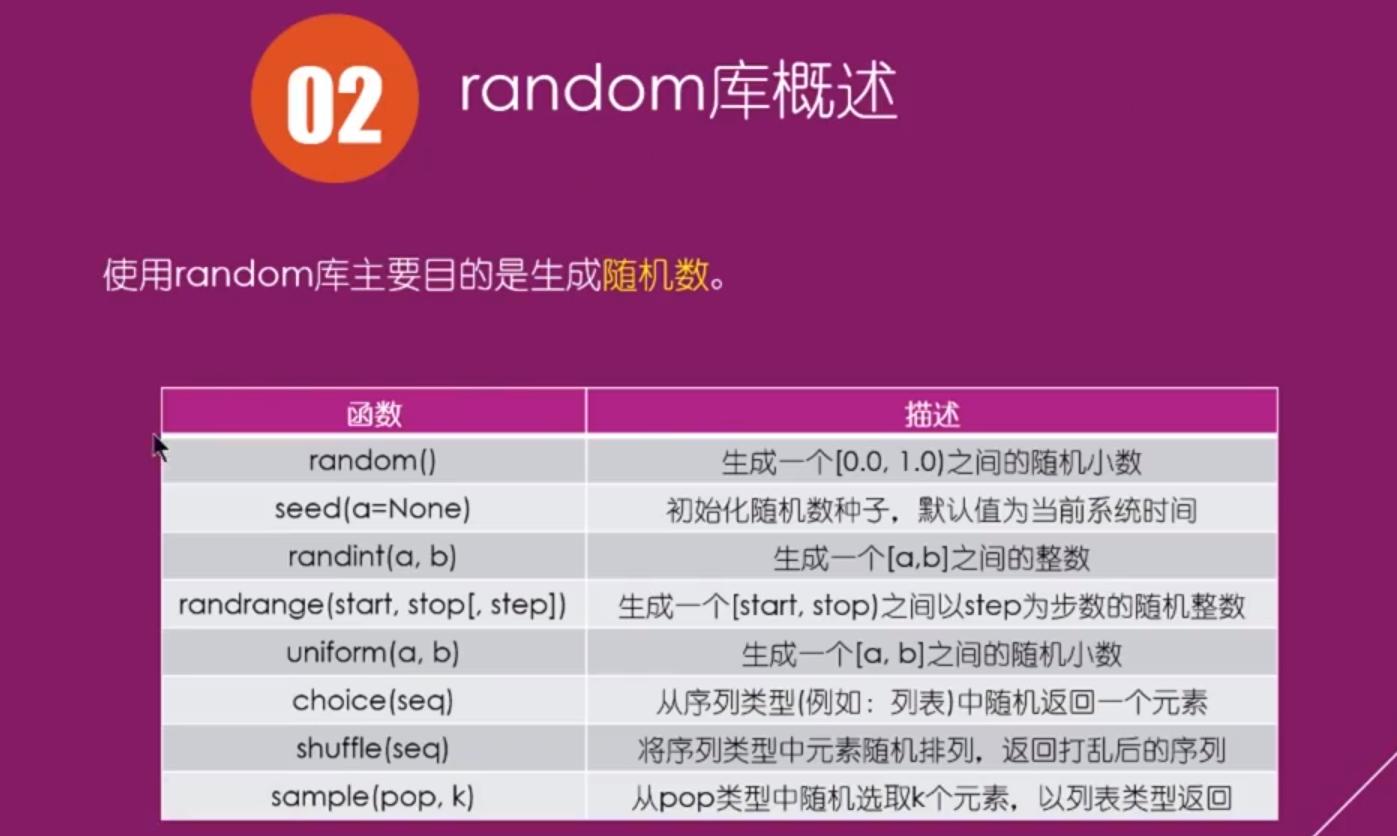 02
random库概述
使用random库主要目的是生成随机数。
函数 描述
random() 生成一个[0.0, 1.0)之间的随机小数
seed(a=None) 初始化随机数种子，默认值为当前系统时间
randint(a, b) 生成一个[a,b]之间的整数
randrange(start, stop[, step]) 生成一个[start, stop)之间以step为步数的随机整数
uniform(a, b) 生成一个[a, b]之间的随机小数
choice(seq) 从序列类型(例如：列表)中随机返回一个元素
shuffle(seq) 将序列类型中元素随机排列，返回打乱后的序列
sample(pop, k) 从pop类型中随机选取k个元素，以列表类型返回